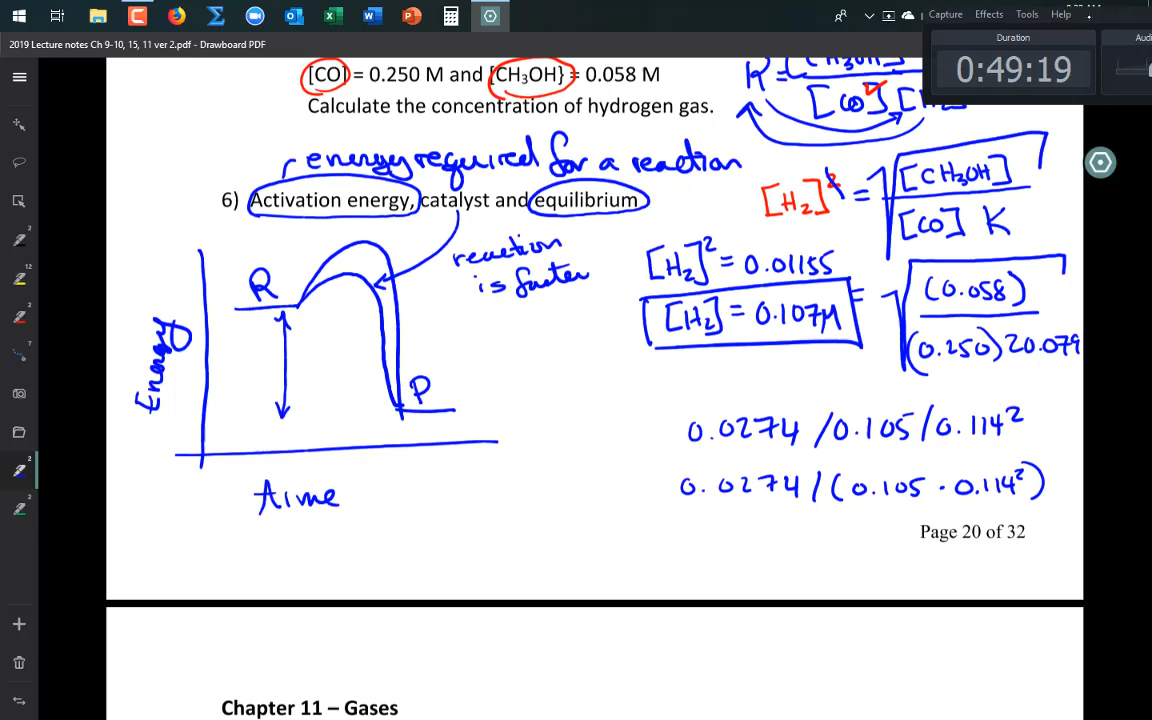 Capture Effects Tools Help
2019 Lecture notes Ch 9-10, 15, 11 ver 2.pdf - Drawboard PDF
Duration
Audi
0:49:19
[CO] = 0.250 M and [CH3OH} = 0.058 M
Calculate the concentration of hydrogen gas.
K = [CH3OH]
[CO] [H2
energy required for a reaction
6) Activation energy, catalyst and equilibrium
reaction
is faster
R
P
Energy
time
[H2]² = √[CH3OH]
[CO] K
[H2]² = 0.01155
[H2] = 0.107M = √(0.058)
(0.250) 20.079
0.0274 / 0.105 / 0.114²
0.0274 / (0.105 · 0.114²)
Page 20 of 32
Chapter 11 – Gases